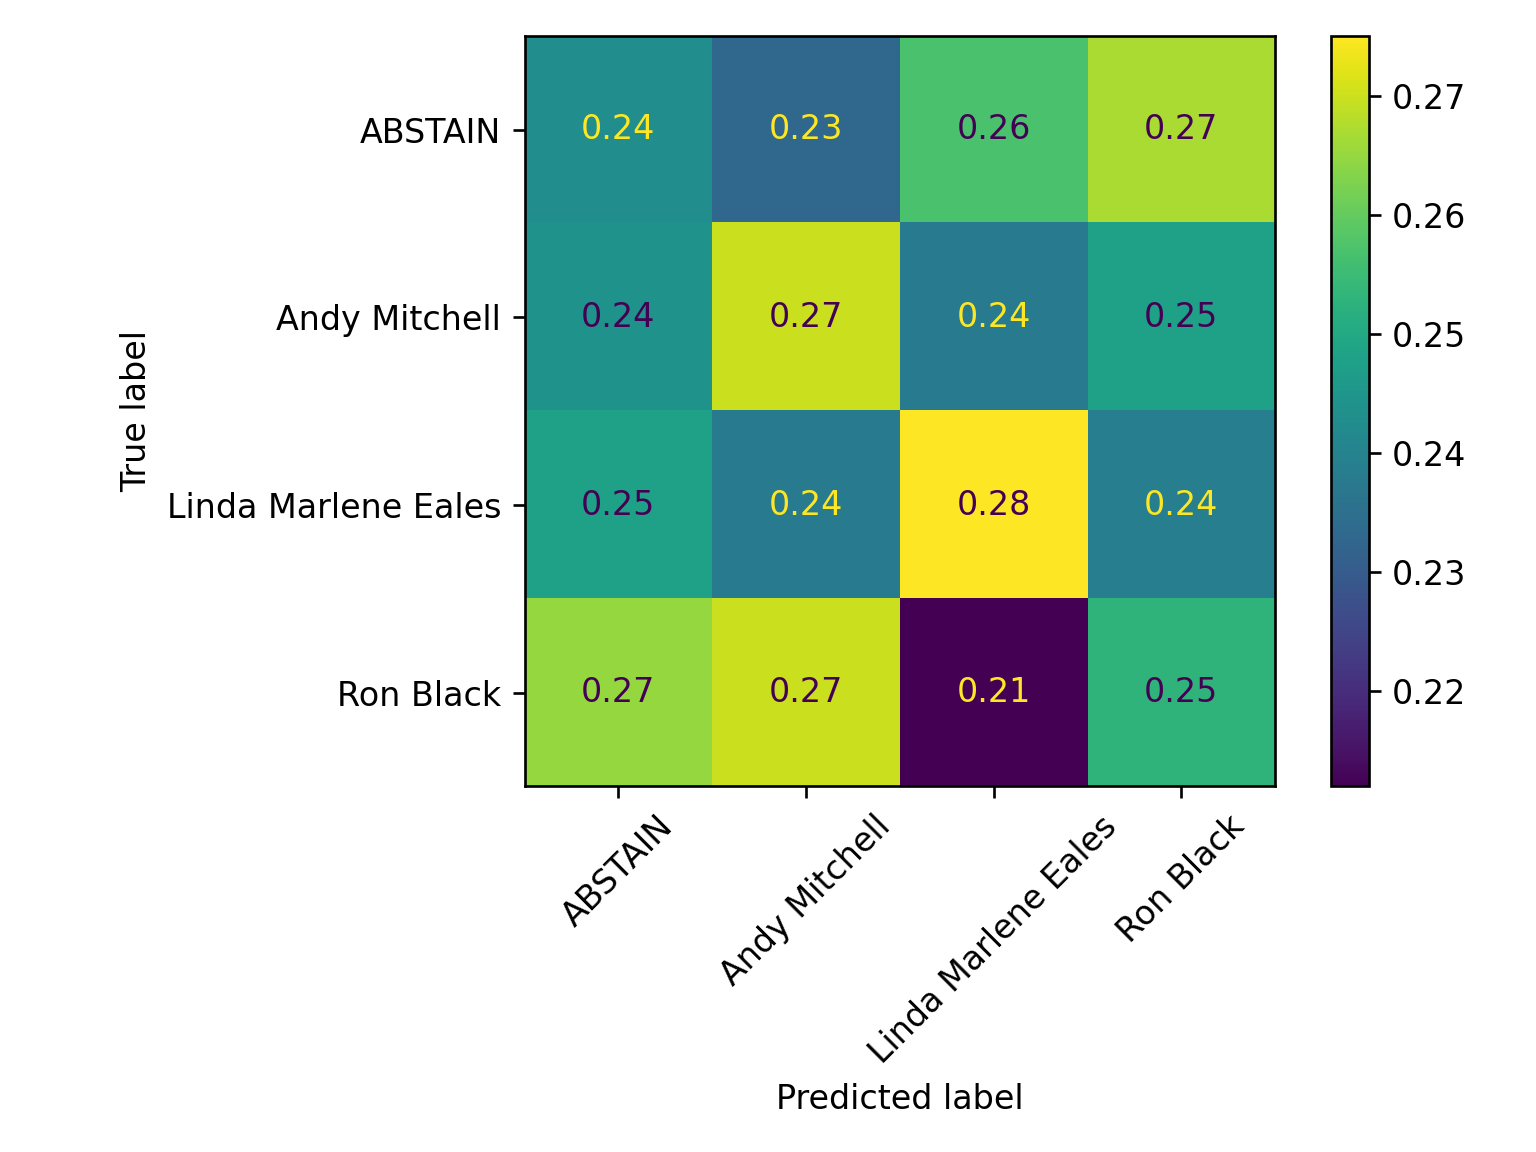 ABSTAIN
0.24 0.23 0.26 0.27
Andy Mitchell
0.24 0.27 0.24 0.25
Linda Marlene Eales
0.25 0.24 0.28 0.24
Ron Black
0.27 0.27 0.21 0.25
True label
ABSTAIN
Andy Mitchell
Linda Marlene Eales
Ron Black
Predicted label
0.27
0.26
0.25
0.24
0.23
0.22